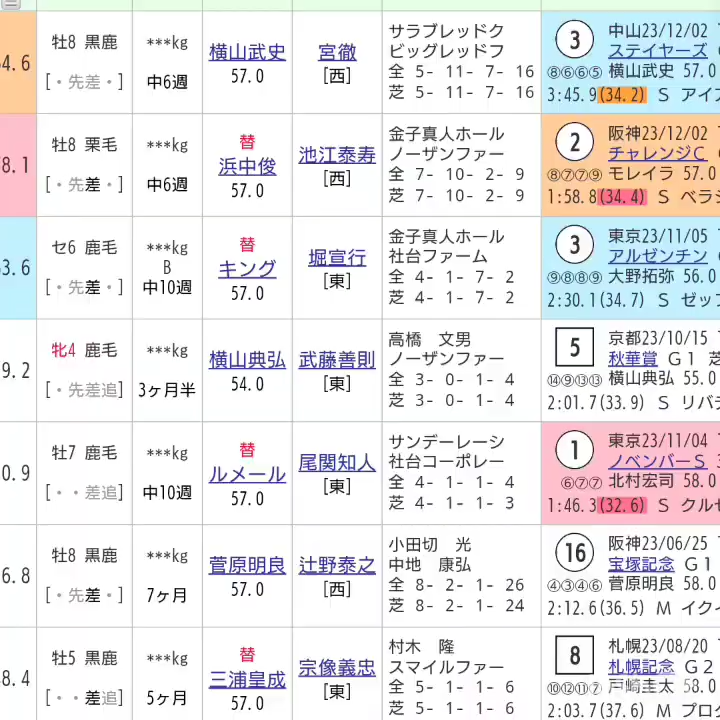 4.6
牡8 黒鹿
[・先差・]
***kg
中6週
横山武史
57.0
宮徹
[西]
サラブレッドク
ビッグレッドフ
全 5- 11- 7- 16
芝 5- 11- 7- 16
3
中山23/12/02
ステイヤーズ
⑧⑥⑥⑤ 横山武史 57.0
3:45.9(34.2) S アイア
8.1
牡8 栗毛
[・先差・]
***kg
中6週
替
浜中俊
57.0
池江泰寿
[西]
金子真人ホール
ノーザンファー
全 7- 10- 2- 9
芝 7- 10- 2- 9
2
阪神23/12/02
チャレンジC
⑧⑦⑦⑨ モレイラ 57.0
1:58.8(34.4) S ベラジ
3.6
セ6 鹿毛
[・先差・]
***kg
B
中10週
替
キング
57.0
堀宣行
[東]
金子真人ホール
社台ファーム
全 4- 1- 7- 2
芝 4- 1- 7- 2
3
東京23/11/05
アルゼンチン
⑨⑧⑧⑨ 大野拓弥 56.0
2:30.1(34.7) S ゼッフ
9.2
牝4 鹿毛
[・先差追]
***kg
3ヶ月半
横山典弘
54.0
武藤善則
[東]
高橋 文男
ノーザンファー
全 3- 0- 1- 4
芝 3- 0- 1- 4
5
京都23/10/15
秋華賞 G1 芝
⑭⑨⑬⑬ 横山典弘 55.0
2:01.7(33.9) S リバラ
0.9
牡7 鹿毛
[・・差追]
***kg
中10週
替
ルメール
57.0
尾関知人
[東]
サンデーレーシ
社台コーポレー
全 4- 1- 1- 4
芝 4- 1- 1- 3
1
東京23/11/04
ノベンバーS
⑥⑦⑦ 北村宏司 58.0
1:46.3(32.6) S クルゼ
6.8
牡8 黒鹿
[・先差・]
***kg
7ヶ月
菅原明良
57.0
辻野泰之
[西]
小田切 光
中地 康弘
全 8- 2- 1- 26
芝 8- 2- 1- 24
16
阪神23/06/25
宝塚記念 G1
④③④⑥ 菅原明良 58.0
2:12.6(36.5) M イクイ
8.4
牡5 黒鹿
[・・差追]
***kg
5ヶ月
替
三浦皇成
57.0
宗像義忠
[東]
村木 隆
スマイルファー
全 5- 1- 1- 6
芝 5- 1- 1- 6
8
札幌23/08/20
札幌記念 G2
⑩⑫⑪⑦ 戸崎圭太 58.0
2:03.7(37.6) M プログ